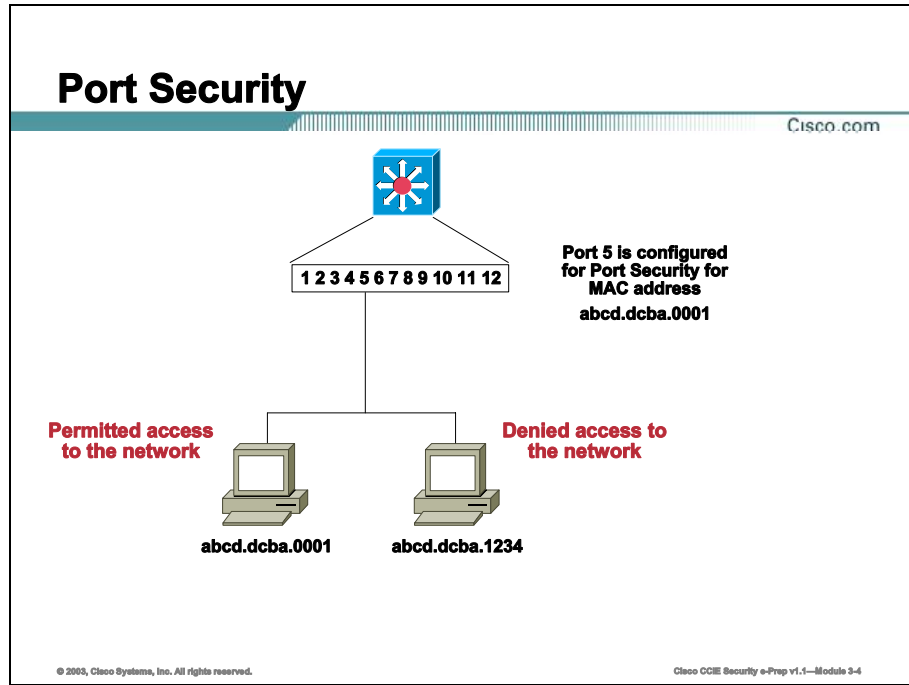 Port Security
Cisco.com
1 2 3 4 5 6 7 8 9 10 11 12
Port 5 is configured
for Port Security for
MAC address
abcd.dcba.0001
Permitted access
to the network
Denied access to
the network
abcd.dcba.0001
abcd.dcba.1234
© 2003, Cisco Systems, Inc. All rights reserved.
Cisco CCIE Security e-Prep v1.1—Module 3-4